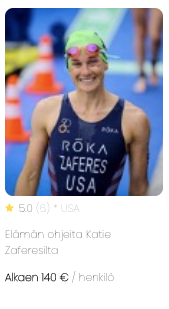 RŌKA
RŌKA
ZAFERES
USA
5.0 (6) * USA
Elämän ohjeita Katie
Zaferesilta
Alkaen 140 € / henkilö